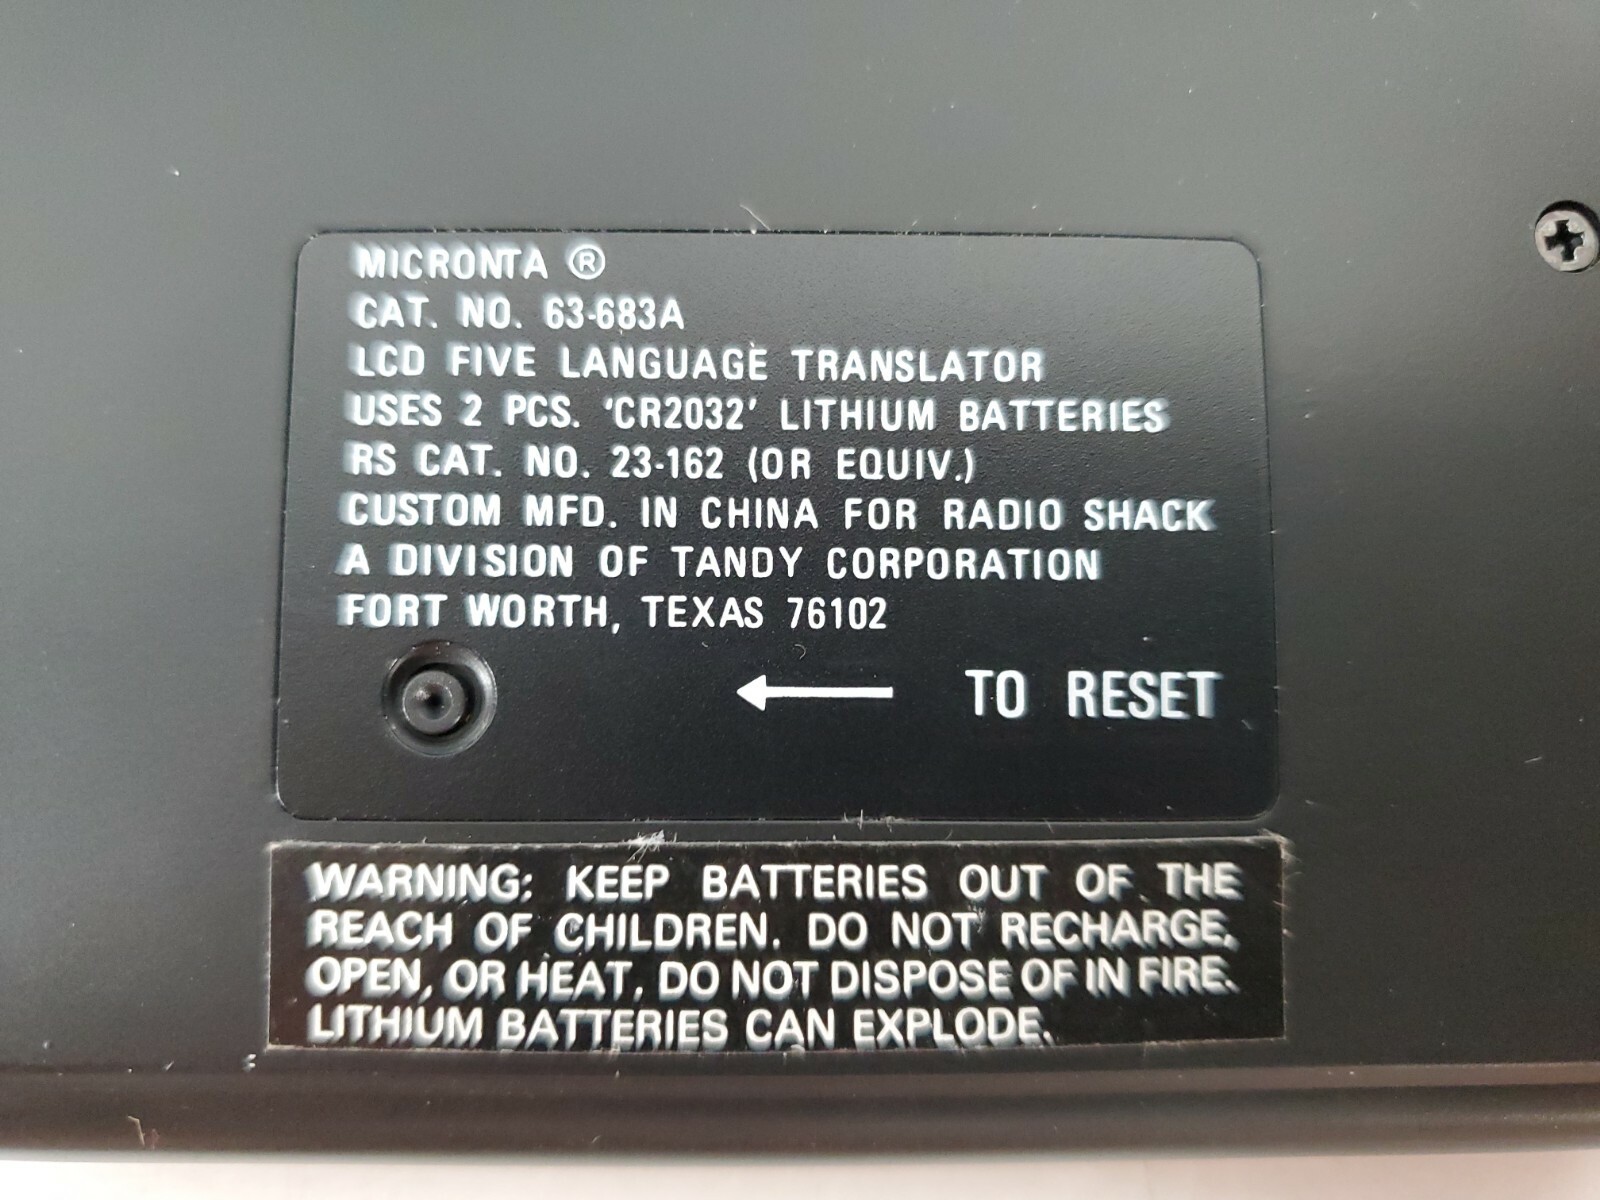 MICRONTA ®
CAT. NO. 63-683A
LCD FIVE LANGUAGE TRANSLATOR
USES 2 PCS. 'CR2032' LITHIUM BATTERIES
RS CAT. NO. 23-162 (OR EQUIV.)
CUSTOM MFD. IN CHINA FOR RADIO SHACK
A DIVISION OF TANDY CORPORATION
FORT WORTH, TEXAS 76102
TO RESET
WARNING: KEEP BATTERIES OUT OF THE
REACH OF CHILDREN. DO NOT RECHARGE,
OPEN, OR HEAT. DO NOT DISPOSE OF IN FIRE.
LITHIUM BATTERIES CAN EXPLODE.